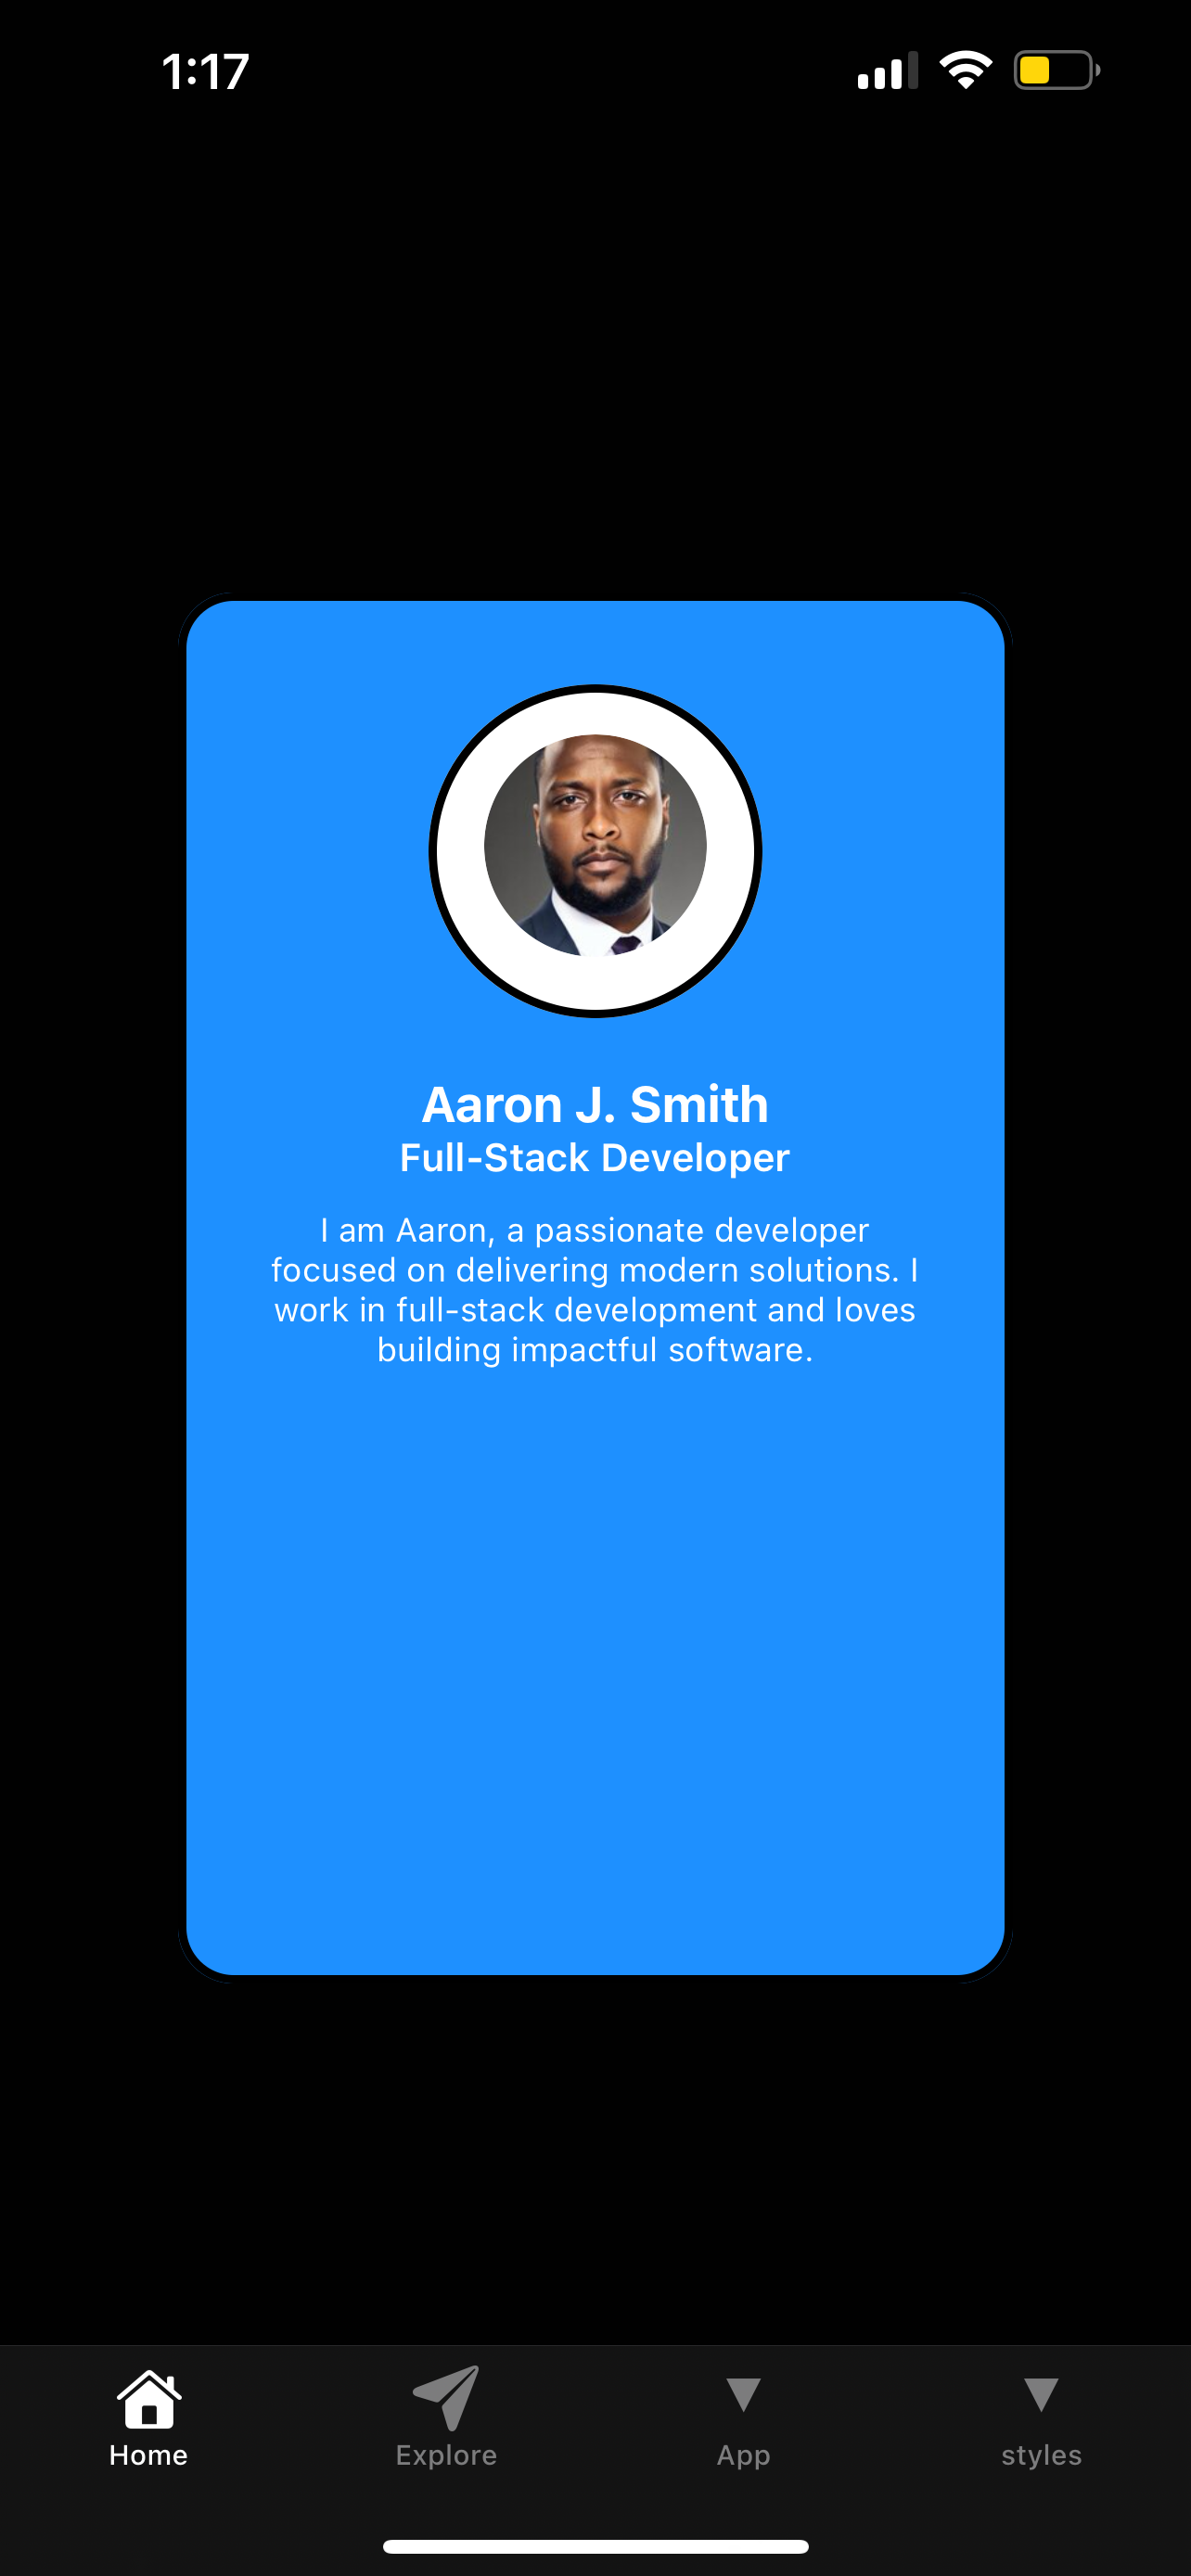 1:17
Aaron J. Smith
Full-Stack Developer
I am Aaron, a passionate developer
focused on delivering modern solutions. I
work in full-stack development and loves
building impactful software.
Home
Explore
App
styles